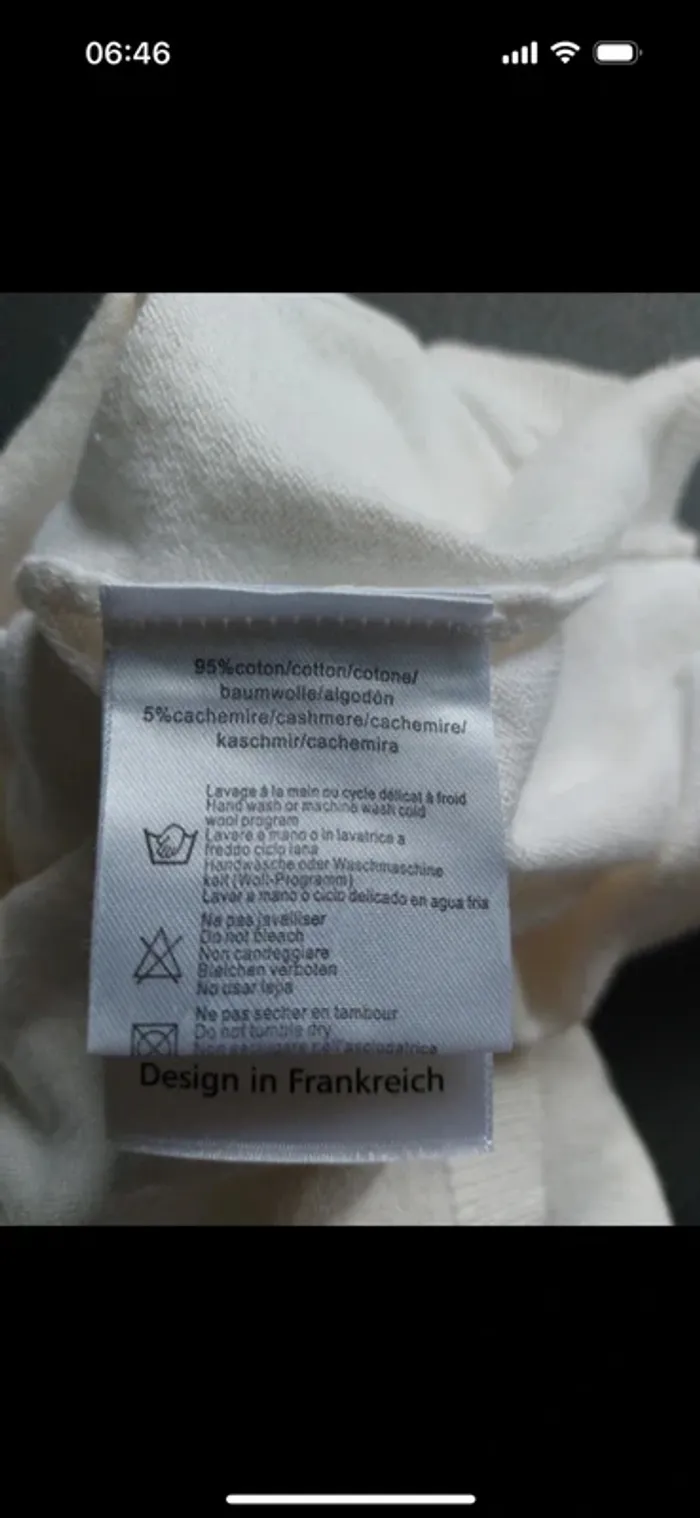 06:46
95%coton/cotton/cotone/
baumwolle/algodón
5%cachemire/cashmere/cachemire/
kaschmir/cachemira
Lavage à la main ou cycle délicat à froid
Hand wash or machine wash cold
wool program
Lavare a mano o in lavatrice a
freddo ciclo lana
Handwäsche oder Waschmaschine
kalt (Woll-Programm)
Lavar a mano o ciclo delicado en agua fria
Ne pas javelliser
Do not bleach
Non candeggiare
Bleichen verboten
No usar lejia
Ne pas sécher en tambour
Do not tumble dry
Design in Frankreich